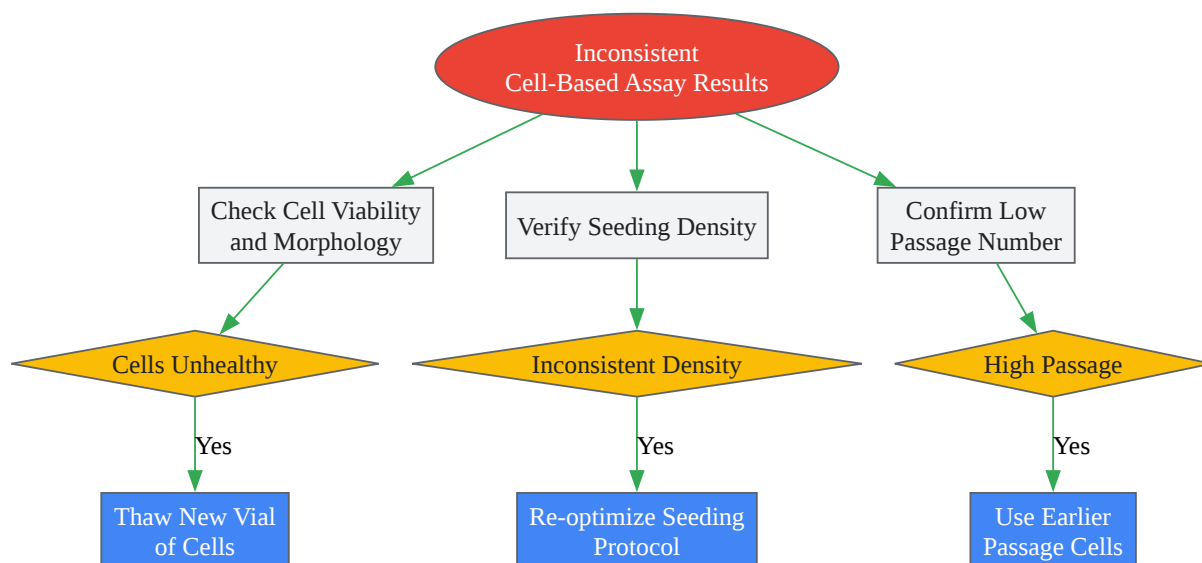 Inconsistent
Cell-Based Assay Results
Check Cell Viability
and Morphology
Verify Seeding Density
Confirm Low
Passage Number
Cells Unhealthy
Inconsistent Density
High Passage
Yes
Yes
Yes
Thaw New Vial
of Cells
Re-optimize Seeding
Protocol
Use Earlier
Passage Cells